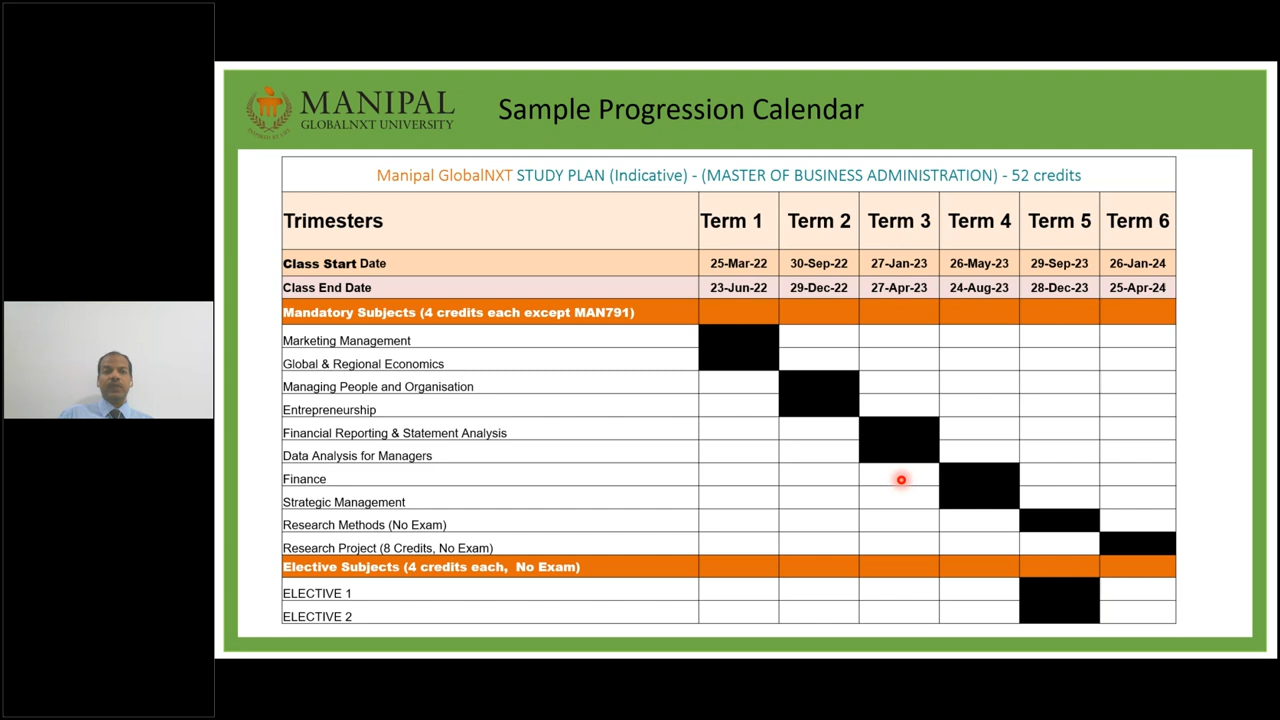 MANIPAL
GLOBALNXT UNIVERSITY
Sample Progression Calendar
Manipal GlobalNXT STUDY PLAN (Indicative) - (MASTER OF BUSINESS ADMINISTRATION) - 52 credits
Trimesters Term 1 Term 2 Term 3 Term 4 Term 5 Term 6
Class Start Date 25-Mar-22 30-Sep-22 27-Jan-23 26-May-23 29-Sep-23 26-Jan-24
Class End Date 23-Jun-22 29-Dec-22 27-Apr-23 24-Aug-23 28-Dec-23 25-Apr-24
Mandatory Subjects (4 credits each except MAN791)
Marketing Management
Global & Regional Economics
Managing People and Organisation
Entrepreneurship
Financial Reporting & Statement Analysis
Data Analysis for Managers
Finance
Strategic Management
Research Methods (No Exam)
Research Project (8 Credits, No Exam)
Elective Subjects (4 credits each, No Exam)
ELECTIVE 1
ELECTIVE 2